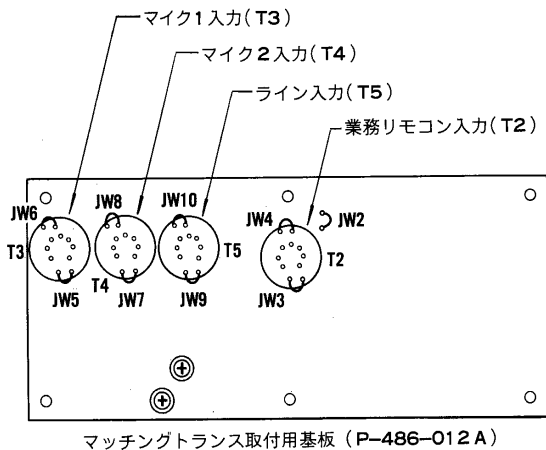 マイク1入力(T3)
マイク2入力(T4)
ライン入力(T5)
業務リモコン入力(T2)
JW6
JW8
JW10
JW4
JW2
T3
T4
T5
T2
JW5
JW7
JW9
JW3
マッチングトランス取付用基板(P-486-012A)